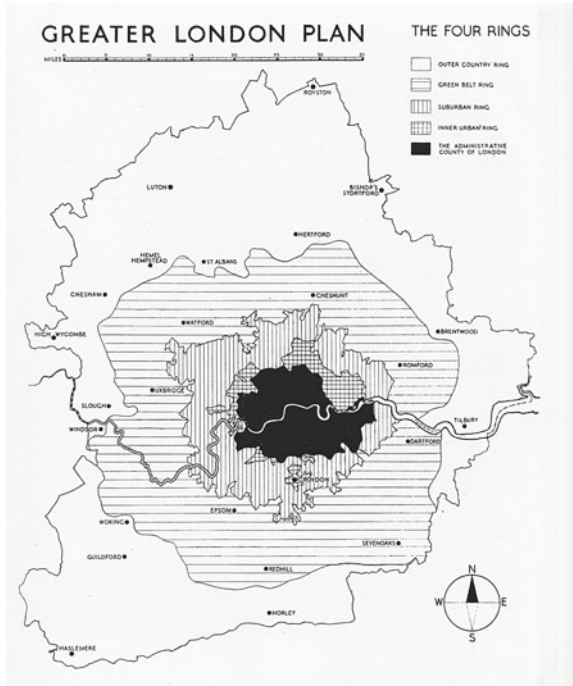 GREATER LONDON PLAN
THE FOUR RINGS
MILES
OUTER COUNTRY RING
GREEN BELT RING
SUBURBAN RING
INNER URBAN RING
THE ADMINISTRATIVE
COUNTY OF LONDON
ROYSTON
LUTON
BISHOP'S
STORTFORD
HERTFORD
HEMEL
HEMPSTEAD
ST ALBANS
CHESHAM
CHESHUNT
WATFORD
BRENTWOOD
HIGH WYCOMBE
ROMFORD
UXBRIDGE
SLOUGH
TILBURY
WINDSOR
DARTFORD
CROYDON
EPSOM
WOKING
SEVENOAKS
GUILDFORD
REDHILL
HORLEY
HASLEMERE
N
W
E
S